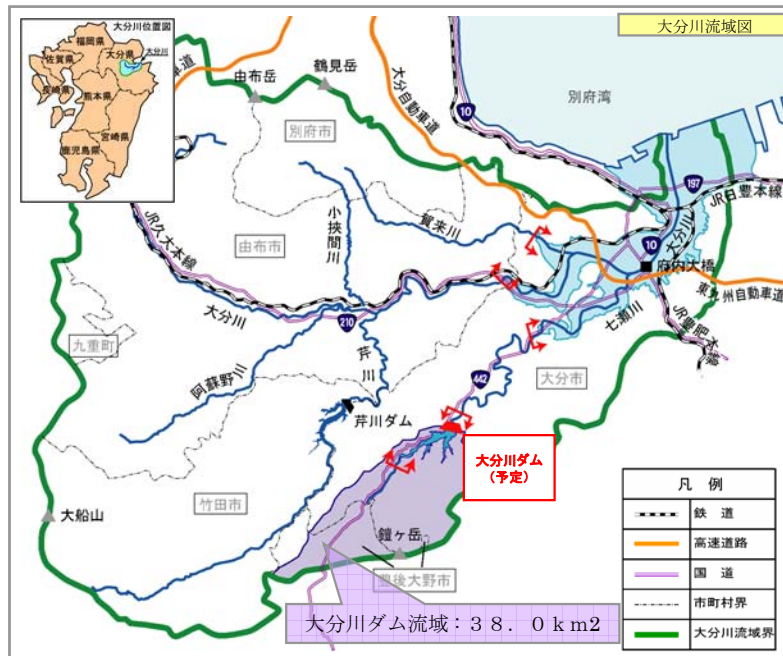 大分川位置図
福岡県
大分県
大分川
佐賀県
長崎県
熊本県
宮崎県
鹿児島県
大分川流域図
車道
由布岳
鶴見岳
大分自動車道
10
別府湾
別府市
197
JR日豊本線
小挾間川
賀来川
大分川
10
府内大橋
JR久大本線
由布市
東九州自動車道
大分川
七瀬川
JR豊肥本線
210
九重町
芹川
阿蘇野川
442
大分市
芹川ダム
大分川ダム
(予定)
竹田市
大船山
鎧ヶ岳
豊後大野市
大分川ダム流域:38.0km2
凡 例
鉄 道
高速道路
国 道
市町村界
大分川流域界